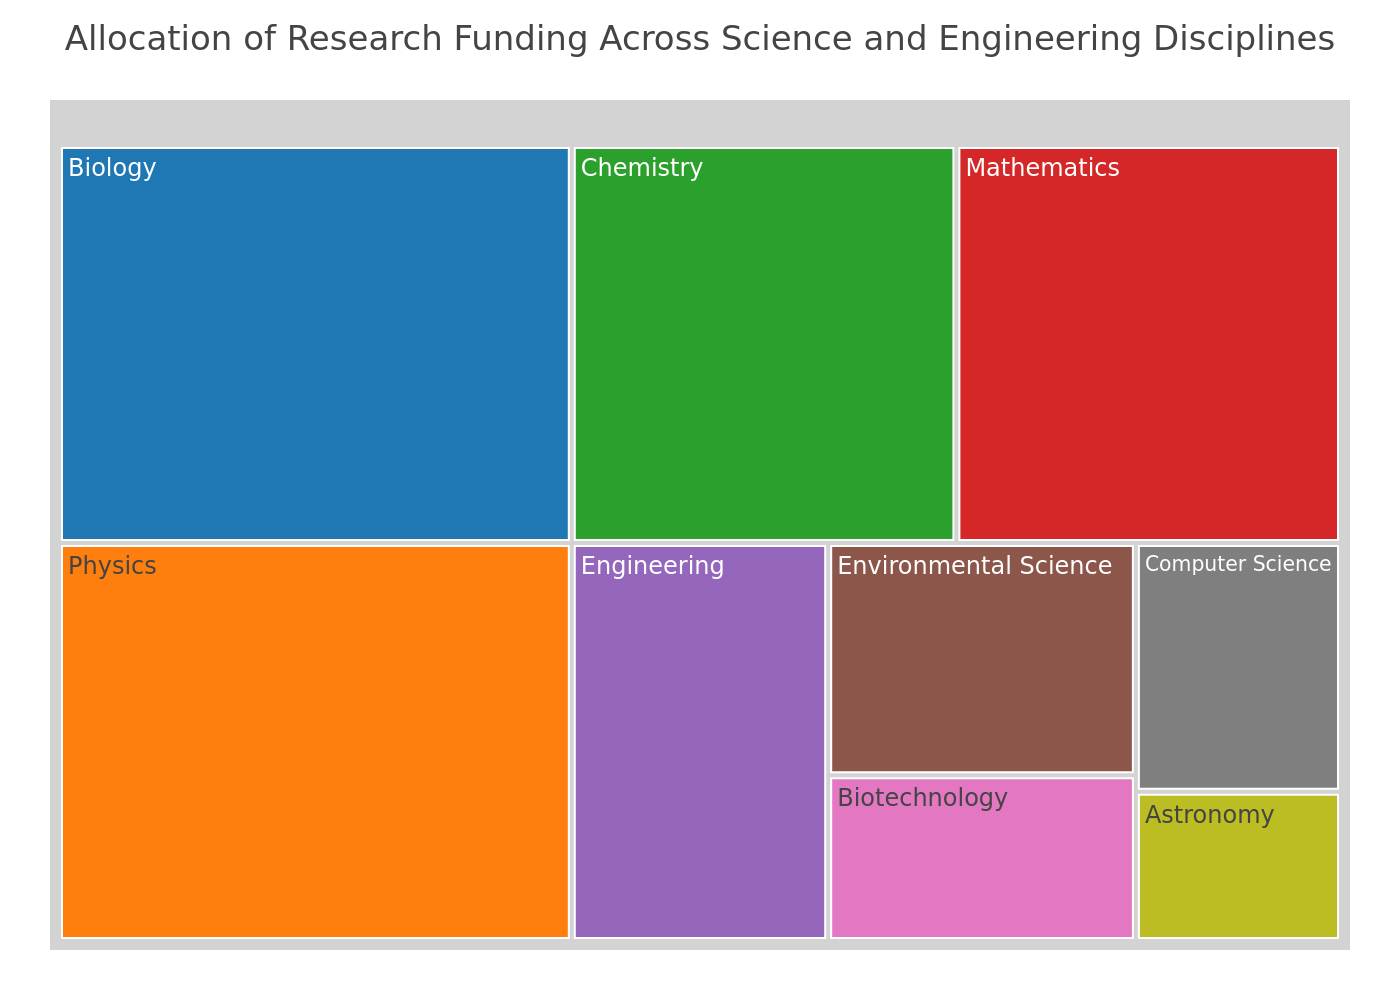 Allocation of Research Funding Across Science and Engineering Disciplines
Biology
Chemistry
Mathematics
Physics
Engineering
Environmental Science
Computer Science
Biotechnology
Astronomy